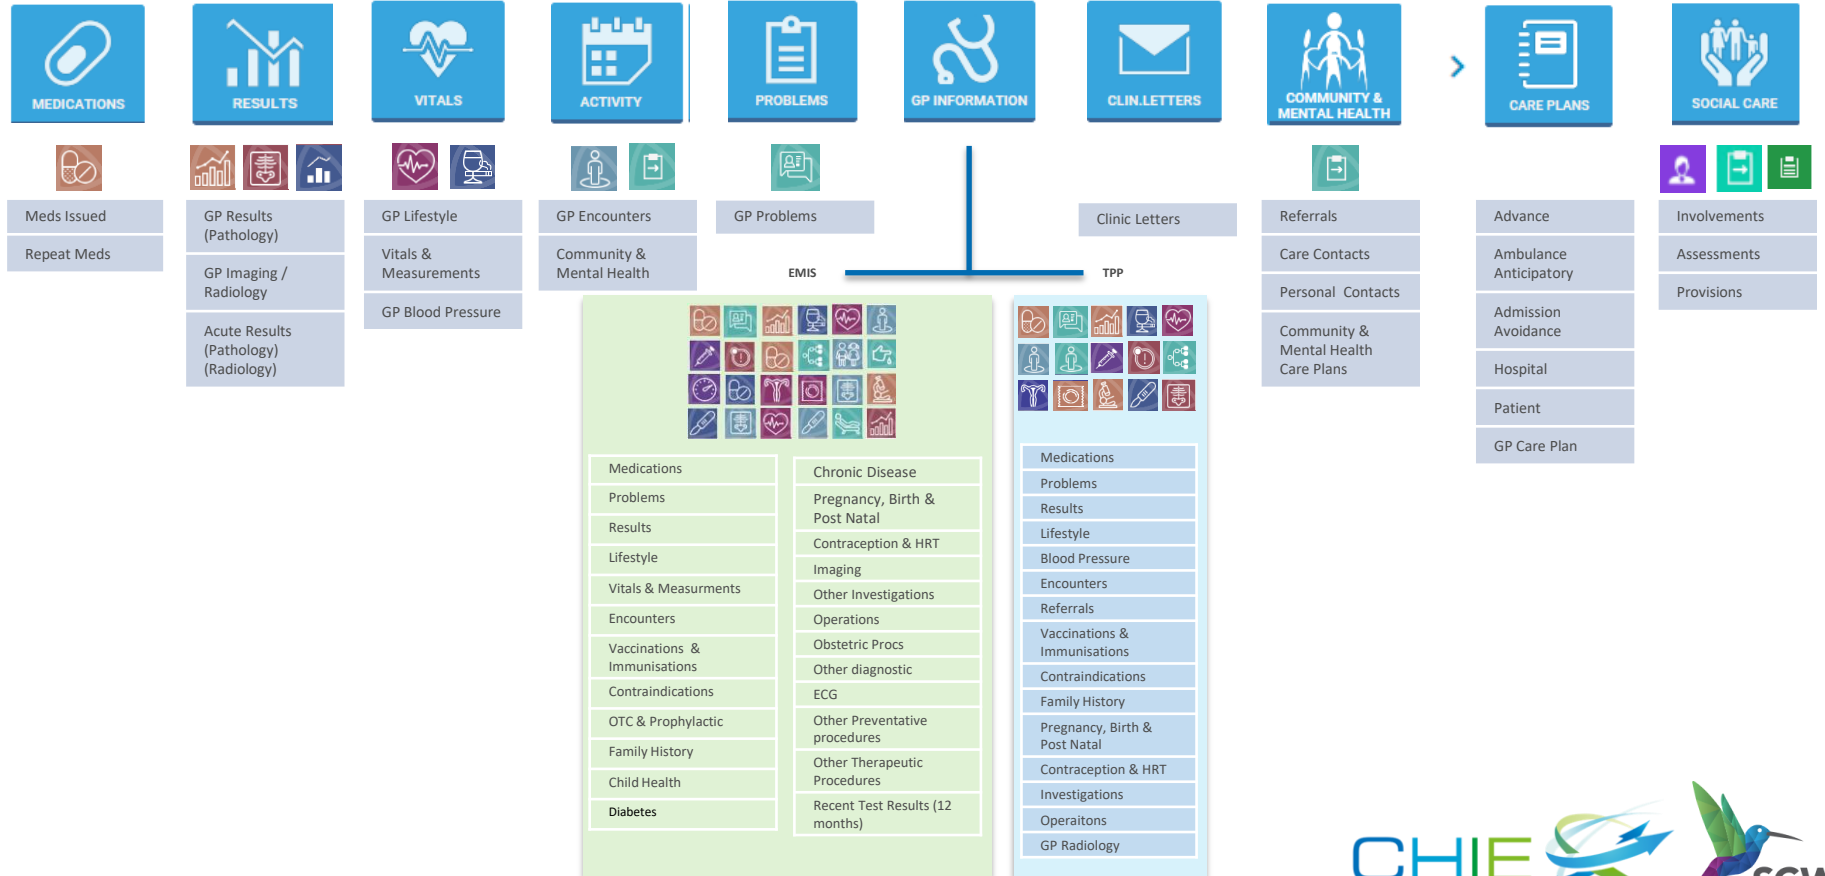 MEDICATIONS
RESULTS
VITALS
ACTIVITY
PROBLEMS
GP INFORMATION
CLIN.LETTERS
COMMUNITY &
MENTAL HEALTH
CARE PLANS
SOCIAL CARE
Meds Issued
Repeat Meds
GP Results
(Pathology)
GP Imaging /
Radiology
Acute Results
(Pathology)
(Radiology)
GP Lifestyle
Vitals &
Measurements
GP Blood Pressure
GP Encounters
Community &
Mental Health
GP Problems
Clinic Letters
Referrals
Care Contacts
Personal Contacts
Community &
Mental Health
Care Plans
Advance
Ambulance
Anticipatory
Admission
Avoidance
Hospital
Patient
GP Care Plan
Involvements
Assessments
Provisions
EMIS
TPP
Medications
Problems
Results
Lifestyle
Vitals & Measurments
Encounters
Vaccinations &
Immunisations
Contraindications
OTC & Prophylactic
Family History
Child Health
Diabetes
Chronic Disease
Pregnancy, Birth &
Post Natal
Contraception & HRT
Imaging
Other Investigations
Operations
Obstetric Procs
Other diagnostic
ECG
Other Preventative
procedures
Other Therapeutic
Procedures
Recent Test Results (12
months)
Medications
Problems
Results
Lifestyle
Blood Pressure
Encounters
Referrals
Vaccinations &
Immunisations
Contraindications
Family History
Pregnancy, Birth &
Post Natal
Contraception & HRT
Investigations
Operaitons
GP Radiology
CHIE
SCW